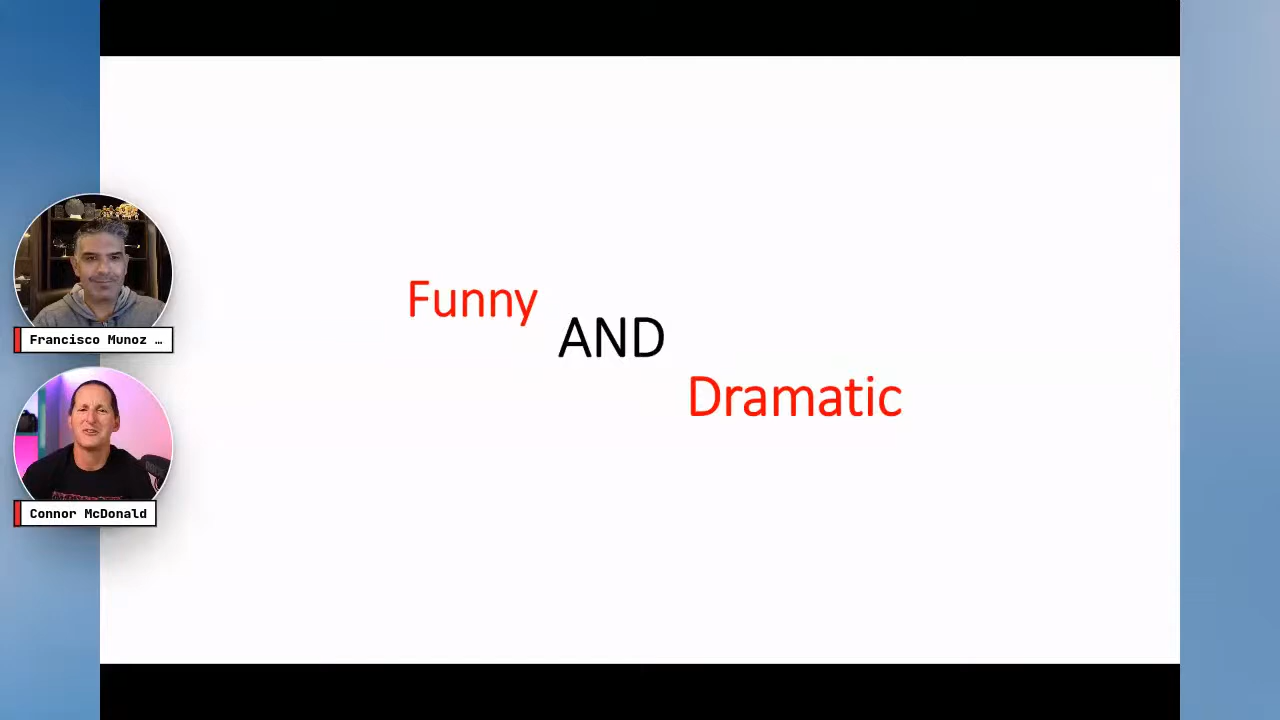 Funny
AND
Dramatic
Francisco Munoz …
Connor McDonald